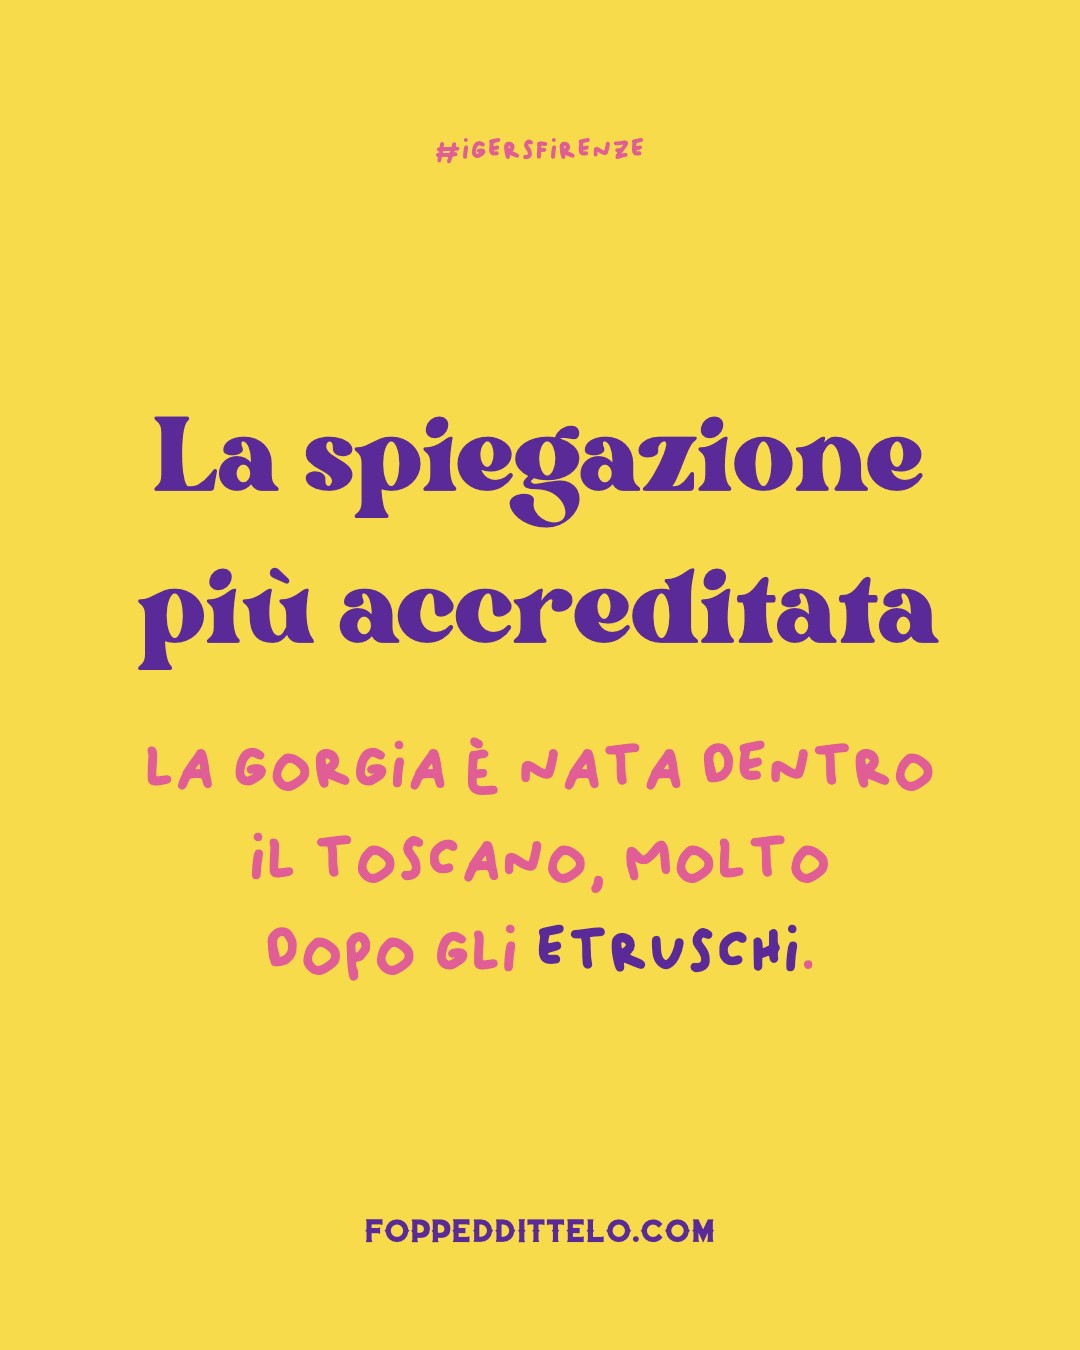 #iGERSFiRENZE
La spiegazione
più accreditata
LA GORGiA È NATA DENTRO
iL TOSCANO, MOLTO
DOPO GLi ETRUSCHi.
FOPPEDDITTELO.COM